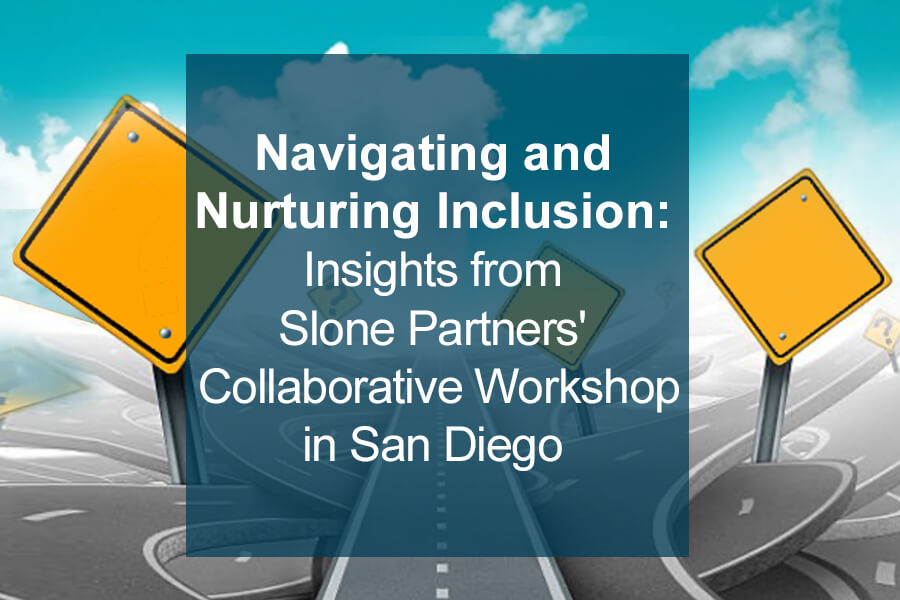 Navigating and
Nurturing Inclusion:
Insights from
Slone Partners'
Collaborative Workshop
in San Diego
?
?